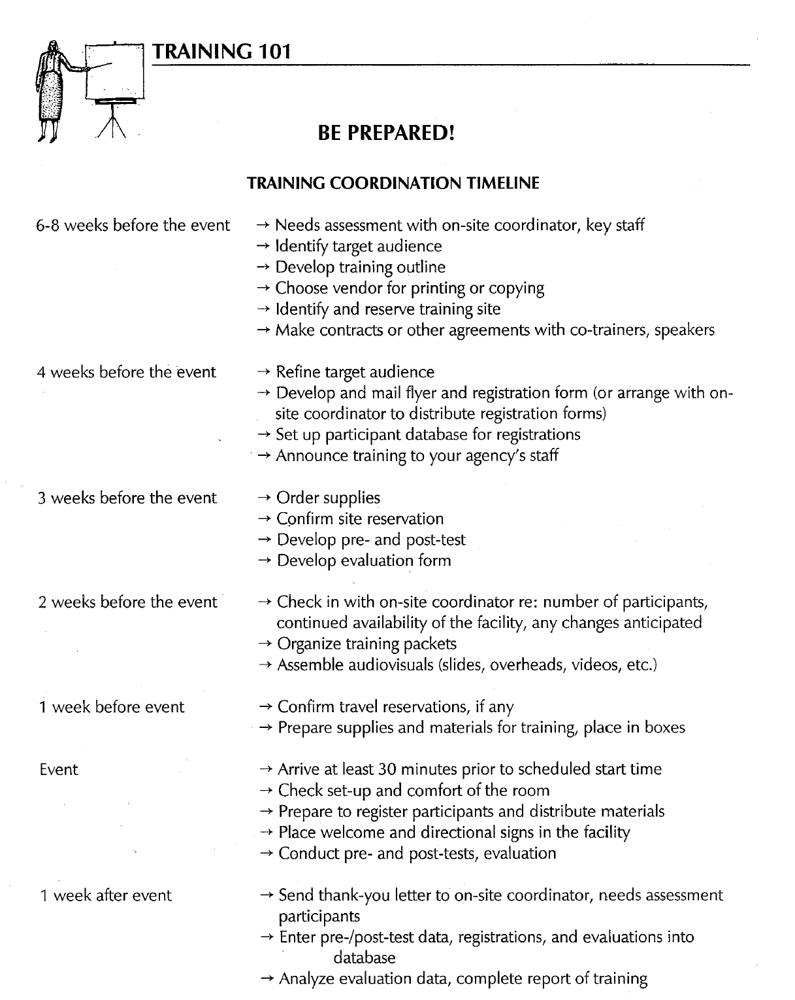 TRAINING 101
BE PREPARED!
TRAINING COORDINATION TIMELINE
6-8 weeks before the event → Needs assessment with on-site coordinator, key staff
→ Identify target audience
→ Develop training outline
→ Choose vendor for printing or copying
→ Identify and reserve training site
→ Make contracts or other agreements with co-trainers, speakers
4 weeks before the event → Refine target audience
→ Develop and mail flyer and registration form (or arrange with on-
site coordinator to distribute registration forms)
→ Set up participant database for registrations
→ Announce training to your agency's staff
3 weeks before the event → Order supplies
→ Confirm site reservation
→ Develop pre- and post-test
→ Develop evaluation form
2 weeks before the event → Check in with on-site coordinator re: number of participants,
continued availability of the facility, any changes anticipated
→ Organize training packets
→ Assemble audiovisuals (slides, overheads, videos, etc.)
1 week before event → Confirm travel reservations, if any
→ Prepare supplies and materials for training, place in boxes
Event → Arrive at least 30 minutes prior to scheduled start time
→ Check set-up and comfort of the room
→ Prepare to register participants and distribute materials
→ Place welcome and directional signs in the facility
→ Conduct pre- and post-tests, evaluation
1 week after event → Send thank-you letter to on-site coordinator, needs assessment
participants
→ Enter pre-/post-test data, registrations, and evaluations into
database
→ Analyze evaluation data, complete report of training